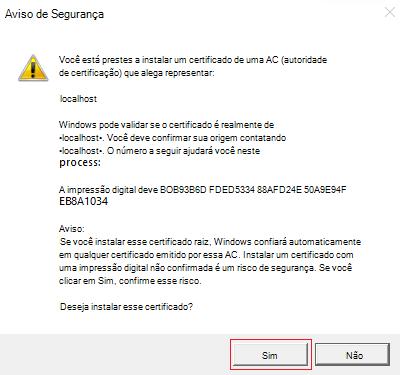 Aviso de Segurança
Você está prestes a instalar um certificado de uma AC (autoridade
de certificação) que alega representar:
localhost
Windows pode validar se o certificado é realmente de
«localhost». Você deve confirmar sua origem contatando
«localhost». O número a seguir ajudará você neste
process:
A impressão digital deve BOB93B6D FDED5334 88AFD24E 50A9E94F
EB8A1034
Aviso:
Se você instalar esse certificado raiz, Windows confiará automaticamente
em qualquer certificado emitido por essa AC. Instalar um certificado com
uma impressão digital não confirmada é um risco de segurança. Se você
clicar em Sim, confirme esse risco.
Deseja instalar esse certificado?
Sim
Não